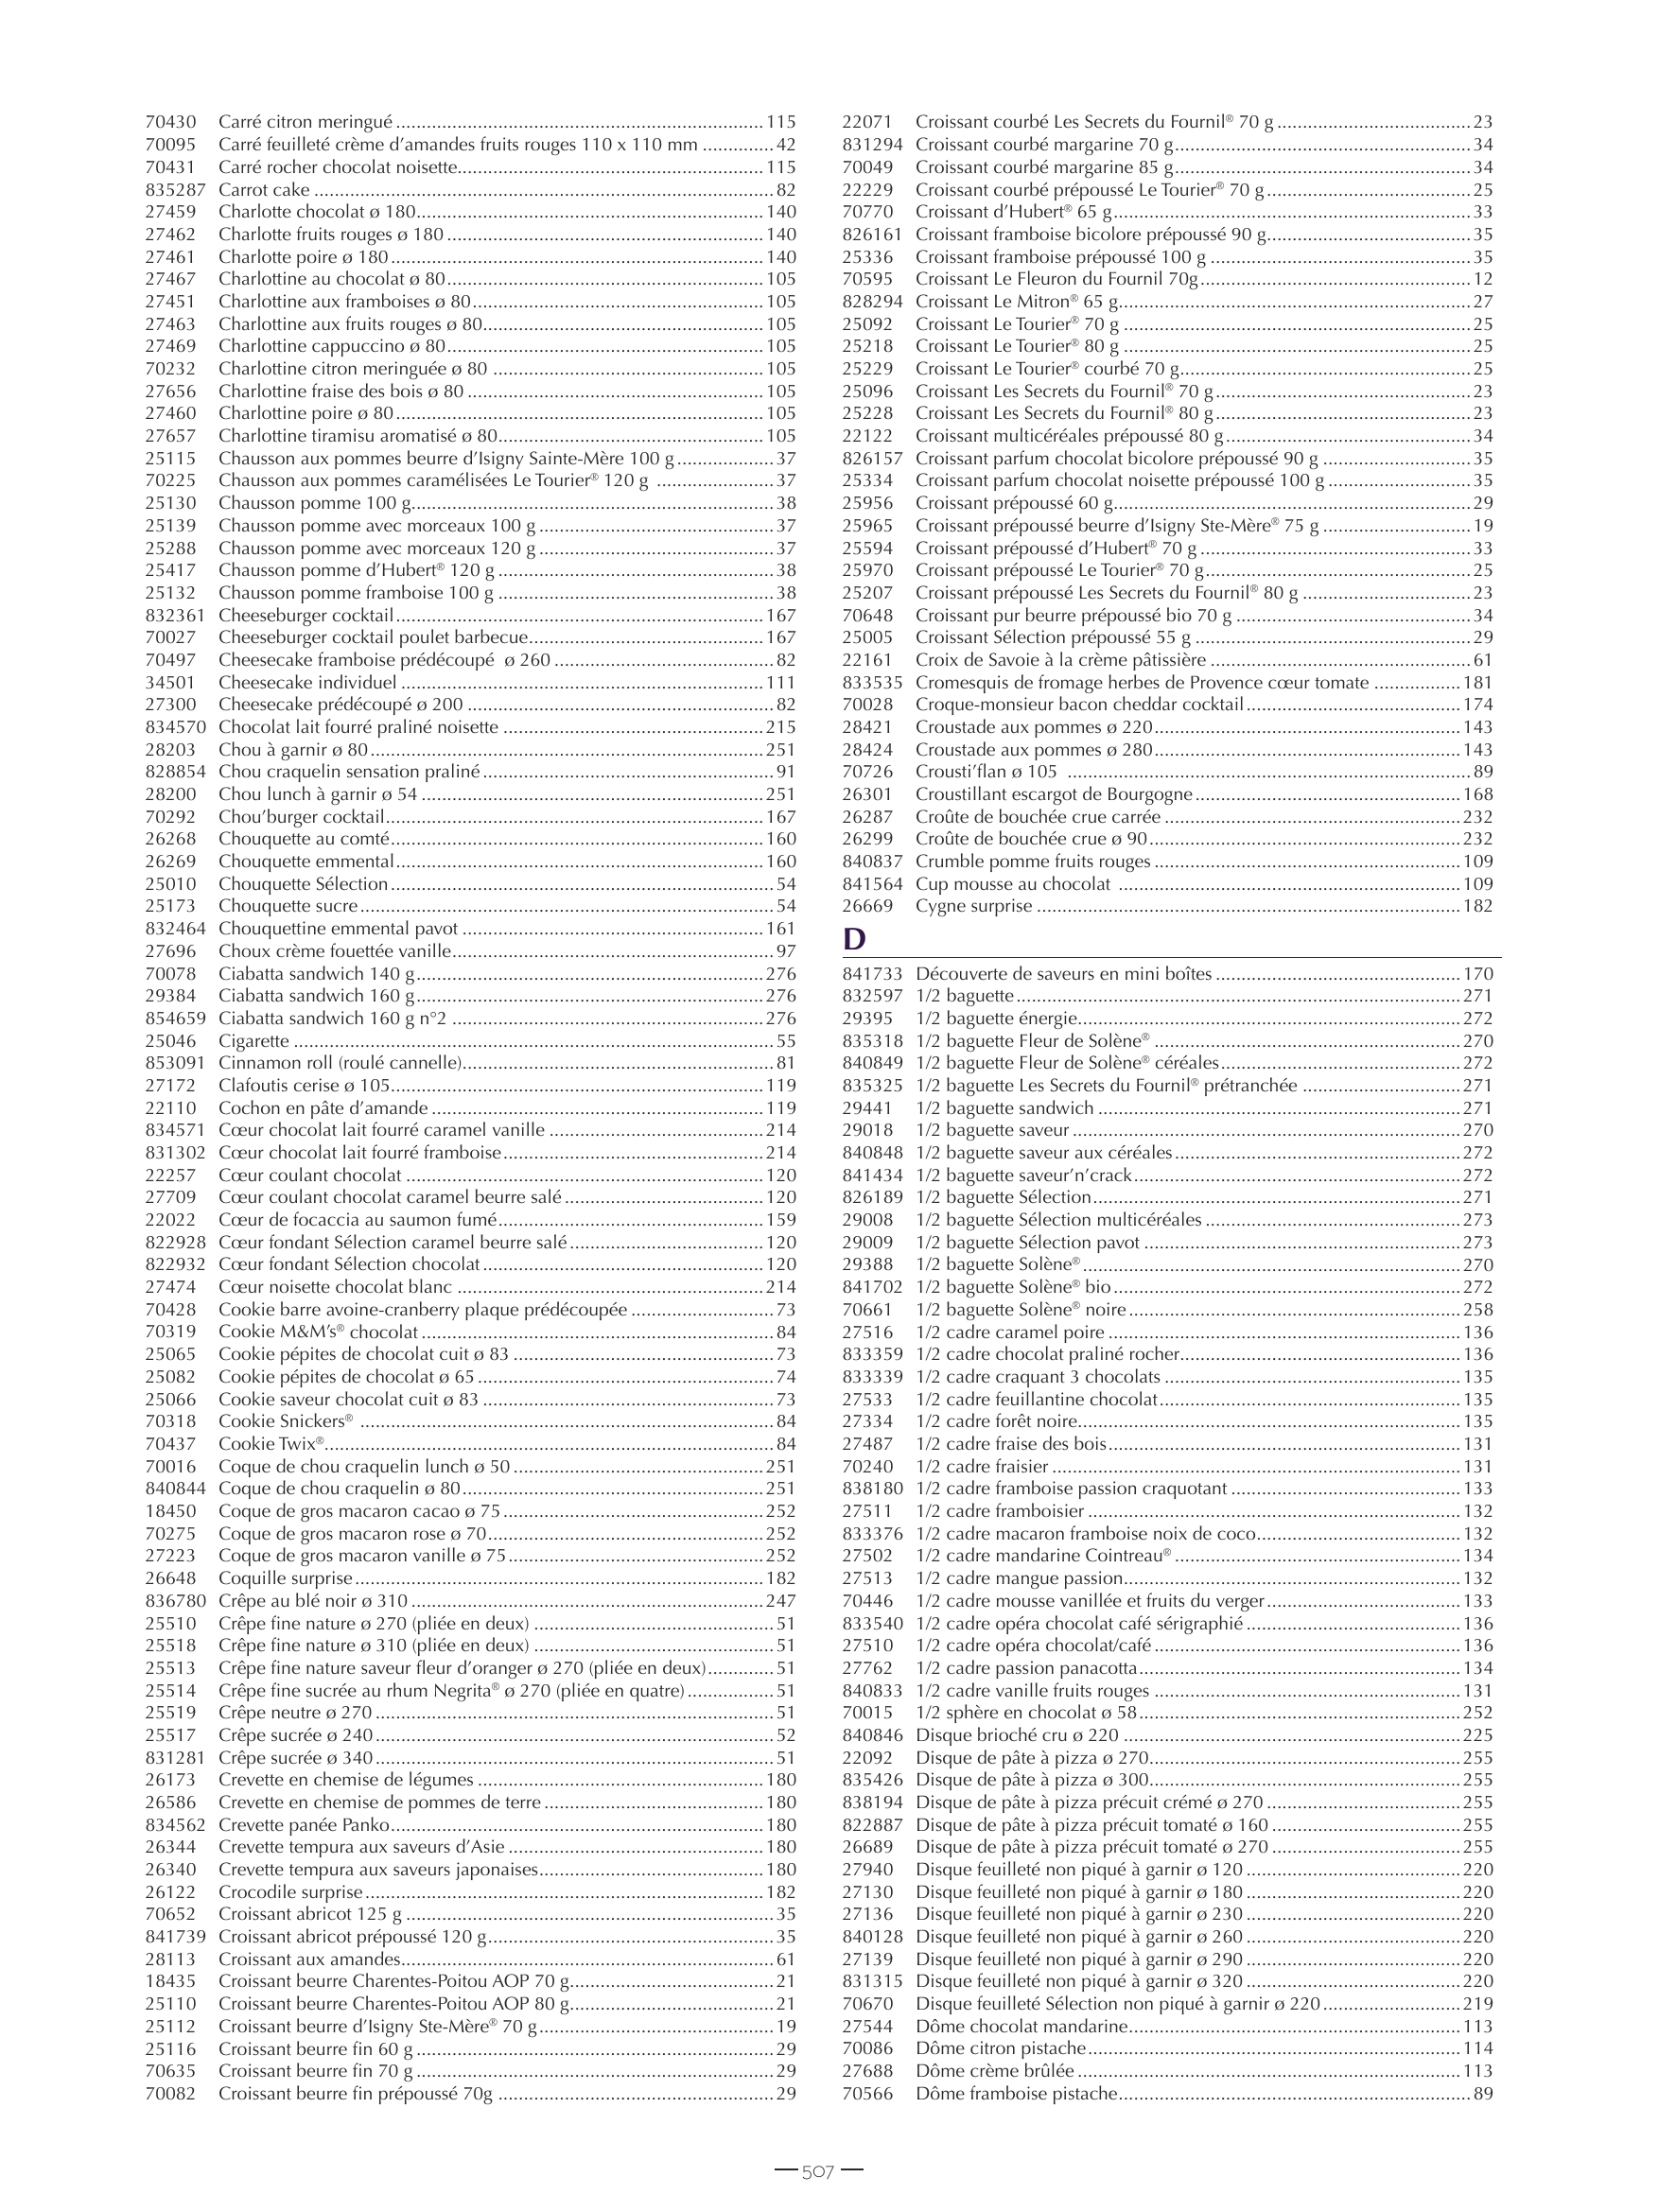 70430 Carré citron meringué 115
70095 Carré feuilleté crème d’amandes fruits rouges 110 x 110 mm 42
70431 Carré rocher chocolat noisette 115
835287 Carrot cake 82
27459 Charlotte chocolat ø 180 140
27462 Charlotte fruits rouges ø 180 140
27461 Charlotte poire ø 180 140
27467 Charlottine au chocolat ø 80 105
27451 Charlottine aux framboises ø 80 105
27463 Charlottine aux fruits rouges ø 80 105
27469 Charlottine cappuccino ø 80 105
70232 Charlottine citron meringuée ø 80 105
27656 Charlottine fraise des bois ø 80 105
27460 Charlottine poire ø 80 105
27657 Charlottine tiramisu aromatisé ø 80 105
25115 Chausson aux pommes beurre d’Isigny Sainte-Mère 100 g 37
70225 Chausson aux pommes caramélisées Le Tourier® 120 g 37
25130 Chausson pomme 100 g 38
25139 Chausson pomme avec morceaux 100 g 37
25288 Chausson pomme avec morceaux 120 g 37
25417 Chausson pomme d’Hubert® 120 g 38
25132 Chausson pomme framboise 100 g 38
832361 Cheeseburger cocktail 167
70027 Cheeseburger cocktail poulet barbecue 167
70497 Cheesecake framboise prédécoupé ø 260 82
34501 Cheesecake individuel 111
27300 Cheesecake prédécoupé ø 200 82
834570 Chocolat lait fourré praliné noisette 215
28203 Chou à garnir ø 80 251
828854 Chou craquelin sensation praliné 91
28200 Chou lunch à garnir ø 54 251
70292 Chou’burger cocktail 167
26268 Chouquette au comté 160
26269 Chouquette emmental 160
25010 Chouquette Sélection 54
25173 Chouquette sucre 54
832464 Chouquettine emmental pavot 161
27696 Choux crème fouettée vanille 97
70078 Ciabatta sandwich 140 g 276
29384 Ciabatta sandwich 160 g 276
854659 Ciabatta sandwich 160 g n°2 276
25046 Cigarette 55
853091 Cinnamon roll (roulé cannelle) 81
27172 Clafoutis cerise ø 105 119
22110 Cochon en pâte d’amande 119
834571 Cœur chocolat lait fourré caramel vanille 214
831302 Cœur chocolat lait fourré framboise 214
22257 Cœur coulant chocolat 120
27709 Cœur coulant chocolat caramel beurre salé 120
22022 Cœur de focaccia au saumon fumé 159
822928 Cœur fondant Sélection caramel beurre salé 120
822932 Cœur fondant Sélection chocolat 120
27474 Cœur noisette chocolat blanc 214
70428 Cookie barre avoine-cranberry plaque prédécoupée 73
70319 Cookie M&M’s® chocolat 84
25065 Cookie pépites de chocolat cuit ø 83 73
25082 Cookie pépites de chocolat ø 65 74
25066 Cookie saveur chocolat cuit ø 83 73
70318 Cookie Snickers® 84
70437 Cookie Twix® 84
70016 Coque de chou craquelin lunch ø 50 251
840844 Coque de chou craquelin ø 80 251
18450 Coque de gros macaron cacao ø 75 252
70275 Coque de gros macaron rose ø 70 252
27223 Coque de gros macaron vanille ø 75 252
26648 Coquille surprise 182
836780 Crêpe au blé noir ø 310 247
25510 Crêpe fine nature ø 270 (pliée en deux) 51
25518 Crêpe fine nature ø 310 (pliée en deux) 51
25513 Crêpe fine nature saveur fleur d’oranger ø 270 (pliée en deux) 51
25514 Crêpe fine sucrée au rhum Negrita® ø 270 (pliée en quatre) 51
25519 Crêpe neutre ø 270 51
25517 Crêpe sucrée ø 240 52
831281 Crêpe sucrée ø 340 51
26173 Crevette en chemise de légumes 180
26586 Crevette en chemise de pommes de terre 180
834562 Crevette panée Panko 180
26344 Crevette tempura aux saveurs d’Asie 180
26340 Crevette tempura aux saveurs japonaises 180
26122 Crocodile surprise 182
70652 Croissant abricot 125 g 35
841739 Croissant abricot prépoussé 120 g 35
28113 Croissant aux amandes 61
18435 Croissant beurre Charentes-Poitou AOP 70 g 21
25110 Croissant beurre Charentes-Poitou AOP 80 g 21
25112 Croissant beurre d’Isigny Ste-Mère® 70 g 19
25116 Croissant beurre fin 60 g 29
70635 Croissant beurre fin 70 g 29
70082 Croissant beurre fin prépoussé 70g 29
22071 Croissant courbé Les Secrets du Fournil® 70 g 23
831294 Croissant courbé margarine 70 g 34
70049 Croissant courbé margarine 85 g 34
22229 Croissant courbé prépoussé Le Tourier® 70 g 25
70770 Croissant d’Hubert® 65 g 33
826161 Croissant framboise bicolore prépoussé 90 g 35
25336 Croissant framboise prépoussé 100 g 35
70595 Croissant Le Fleuron du Fournil 70g 12
828294 Croissant Le Mitron® 65 g 27
25092 Croissant Le Tourier® 70 g 25
25218 Croissant Le Tourier® 80 g 25
25229 Croissant Le Tourier® courbé 70 g 25
25096 Croissant Les Secrets du Fournil® 70 g 23
25228 Croissant Les Secrets du Fournil® 80 g 23
22122 Croissant multicéréales prépoussé 80 g 34
826157 Croissant parfum chocolat bicolore prépoussé 90 g 35
25334 Croissant parfum chocolat noisette prépoussé 100 g 35
25956 Croissant prépoussé 60 g 29
25965 Croissant prépoussé beurre d’Isigny Ste-Mère® 75 g 19
25594 Croissant prépoussé d’Hubert® 70 g 33
25970 Croissant prépoussé Le Tourier® 70 g 25
25207 Croissant prépoussé Les Secrets du Fournil® 80 g 23
70648 Croissant pur beurre prépoussé bio 70 g 34
25005 Croissant Sélection prépoussé 55 g 29
22161 Croix de Savoie à la crème pâtissière 61
833535 Cromesquis de fromage herbes de Provence cœur tomate 181
70028 Croque-monsieur bacon cheddar cocktail 174
28421 Croustade aux pommes ø 220 143
28424 Croustade aux pommes ø 280 143
70726 Crousti’flan ø 105 89
26301 Croustillant escargot de Bourgogne 168
26287 Croûte de bouchée crue carrée 232
26299 Croûte de bouchée crue ø 90 232
840837 Crumble pomme fruits rouges 109
841564 Cup mousse au chocolat 109
26669 Cygne surprise 182
D
841733 Découverte de saveurs en mini boîtes 170
832597 1/2 baguette 271
29395 1/2 baguette énergie 272
835318 1/2 baguette Fleur de Solène® 270
840849 1/2 baguette Fleur de Solène® céréales 272
835325 1/2 baguette Les Secrets du Fournil® prétranchée 271
29441 1/2 baguette sandwich 271
29018 1/2 baguette saveur 270
840848 1/2 baguette saveur aux céréales 272
841434 1/2 baguette saveur’n’crack 272
826189 1/2 baguette Sélection 271
29008 1/2 baguette Sélection multicéréales 273
29009 1/2 baguette Sélection pavot 273
29388 1/2 baguette Solène® 270
841702 1/2 baguette Solène® bio 272
70661 1/2 baguette Solène® noire 258
27516 1/2 cadre caramel poire 136
833359 1/2 cadre chocolat praliné rocher 136
833339 1/2 cadre craquant 3 chocolats 135
27533 1/2 cadre feuillantine chocolat 135
27334 1/2 cadre forêt noire 135
27487 1/2 cadre fraise des bois 131
70240 1/2 cadre fraisier 131
838180 1/2 cadre framboise passion craquotant 133
27511 1/2 cadre framboisier 132
833376 1/2 cadre macaron framboise noix de coco 132
27502 1/2 cadre mandarine Cointreau® 134
27513 1/2 cadre mangue passion 132
70446 1/2 cadre mousse vanillée et fruits du verger 133
833540 1/2 cadre opéra chocolat café sérigraphié 136
27510 1/2 cadre opéra chocolat/café 136
27762 1/2 cadre passion panacotta 134
840833 1/2 cadre vanille fruits rouges 131
70015 1/2 sphère en chocolat ø 58 252
840846 Disque brioché cru ø 220 225
22092 Disque de pâte à pizza ø 270 255
835426 Disque de pâte à pizza ø 300 255
838194 Disque de pâte à pizza précuit crémé ø 270 255
822887 Disque de pâte à pizza précuit tomaté ø 160 255
26689 Disque de pâte à pizza précuit tomaté ø 270 255
27940 Disque feuilleté non piqué à garnir ø 120 220
27130 Disque feuilleté non piqué à garnir ø 180 220
27136 Disque feuilleté non piqué à garnir ø 230 220
840128 Disque feuilleté non piqué à garnir ø 260 220
27139 Disque feuilleté non piqué à garnir ø 290 220
831315 Disque feuilleté non piqué à garnir ø 320 220
70670 Disque feuilleté Sélection non piqué à garnir ø 220 219
27544 Dôme chocolat mandarine 113
70086 Dôme citron pistache 114
27688 Dôme crème brûlée 113
70566 Dôme framboise pistache 89
507